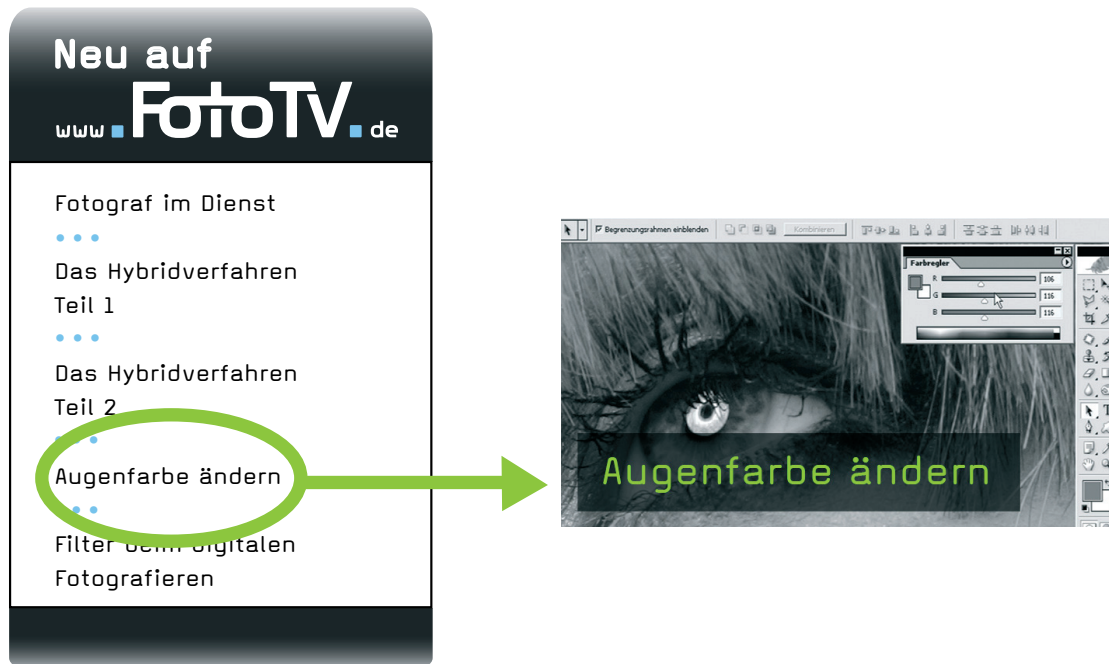 Neu auf
www.FotoTV.de
Fotograf im Dienst
Das Hybridverfahren
Teil 1
Das Hybridverfahren
Teil 2
Augenfarbe ändern
Filter beim digitalen
Fotografieren
Begrenzungsrahmen einblenden
Kombinieren
Farbregler
R 106
G 116
B 116
Augenfarbe ändern